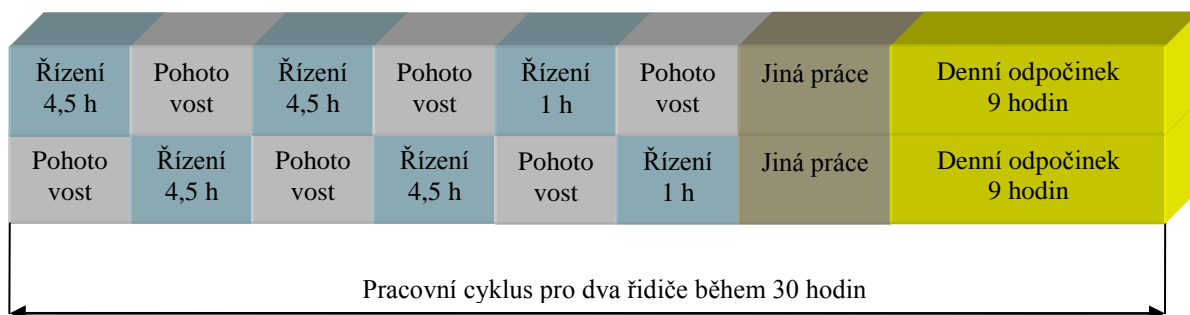 Řízení
4,5 h
Pohoto
vost
Řízení
4,5 h
Pohoto
vost
Řízení
1 h
Pohoto
vost
Jiná práce
Denní odpočinek
9 hodin
Pohoto
vost
Řízení
4,5 h
Pohoto
vost
Řízení
4,5 h
Pohoto
vost
Řízení
1 h
Jiná práce
Denní odpočinek
9 hodin
Pracovní cyklus pro dva řidiče během 30 hodin